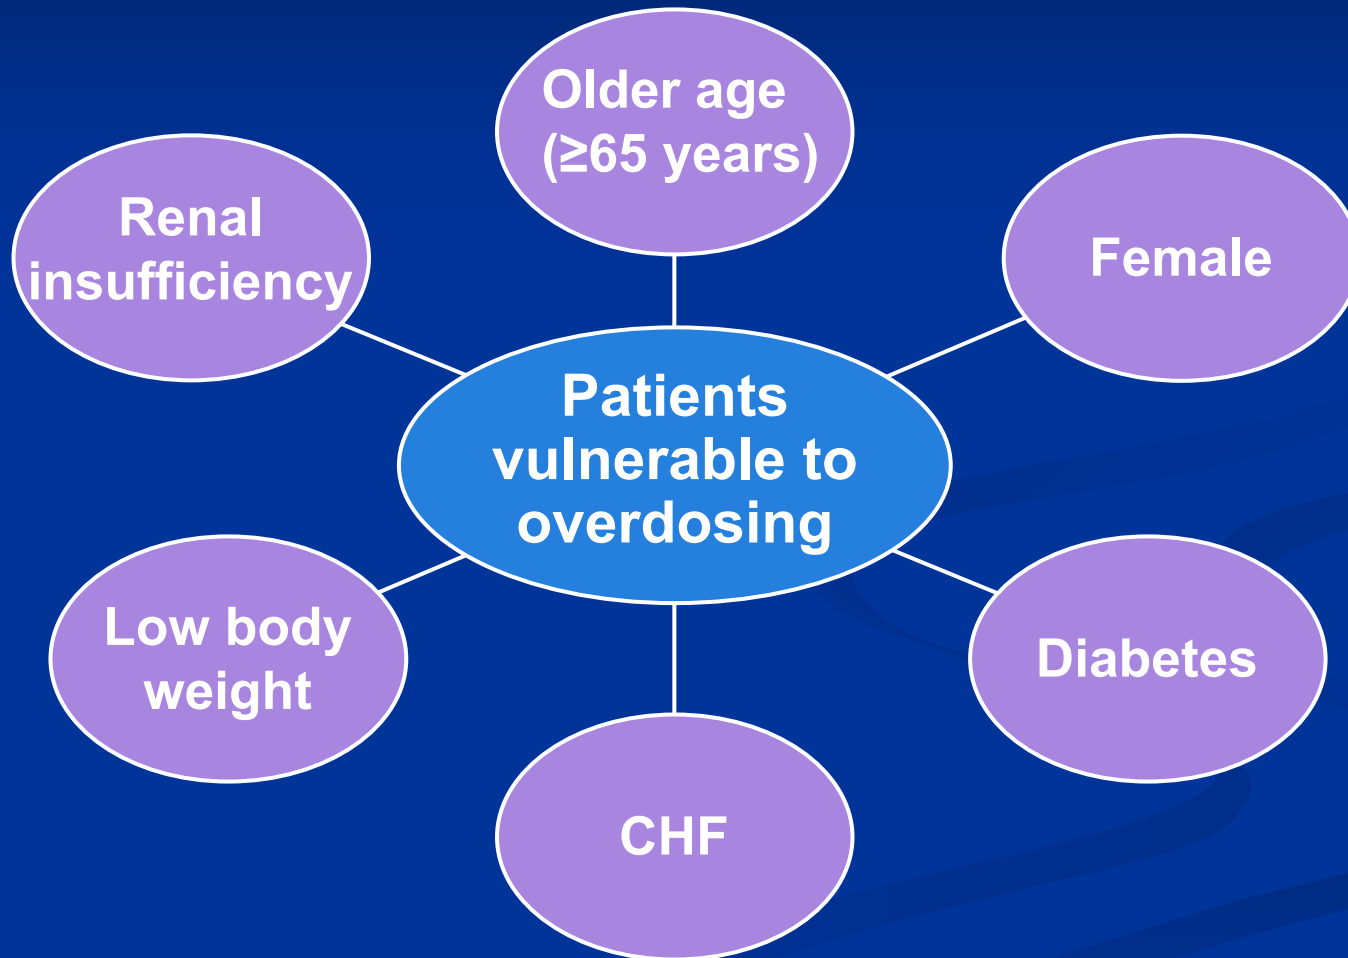 Older age
(≥65 years)
Renal
insufficiency
Female
Patients
vulnerable to
overdosing
Low body
weight
Diabetes
CHF